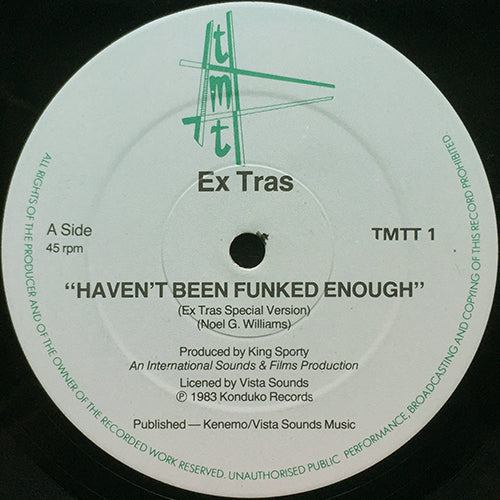 tmt
Ex Tras
A Side
45 rpm
TMTT 1
"HAVEN'T BEEN FUNKED ENOUGH"
(Ex Tras Special Version)
(Noel G. Williams)
Produced by King Sporty
An International Sounds & Films Production
Licened by Vista Sounds
℗ 1983 Konduko Records
Published — Kenemo/Vista Sounds Music
ALL RIGHTS OF THE PRODUCER AND OF THE OWNER OF THE RECORDED WORK RESERVED. UNAUTHORISED PUBLIC PERFORMANCE, BROADCASTING AND COPYING OF THIS RECORD PROHIBITED